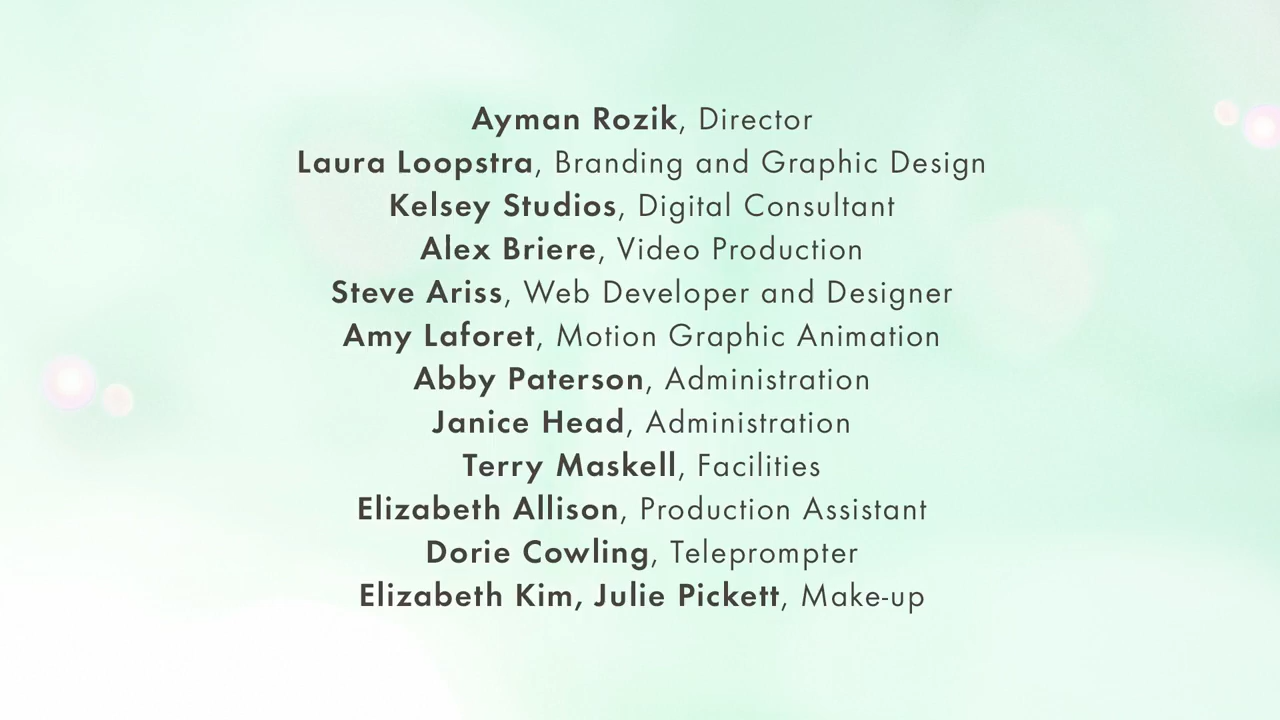 Ayman Rozik, Director
Laura Loopstra, Branding and Graphic Design
Kelsey Studios, Digital Consultant
Alex Briere, Video Production
Steve Ariss, Web Developer and Designer
Amy Laforet, Motion Graphic Animation
Abby Paterson, Administration
Janice Head, Administration
Terry Maskell, Facilities
Elizabeth Allison, Production Assistant
Dorie Cowling, Teleprompter
Elizabeth Kim, Julie Pickett, Make-up